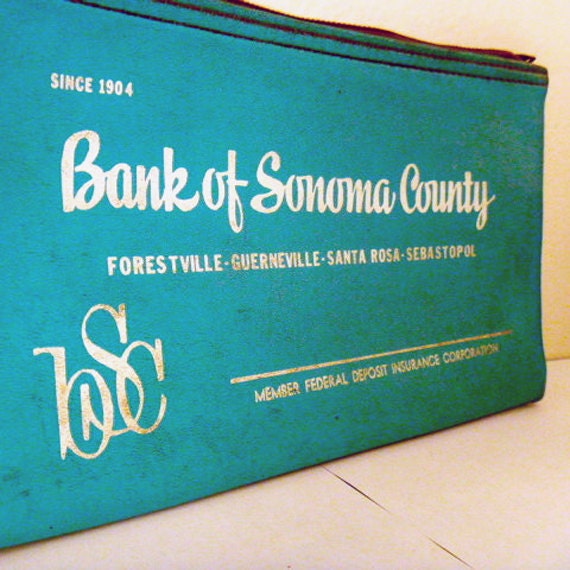 SINCE 1904
Bank of Sonoma County
FORESTVILLE-GUERNEVILLE-SANTA ROSA-SEBASTOPOL
bSc
MEMBER FEDERAL DEPOSIT INSURANCE CORPORATION